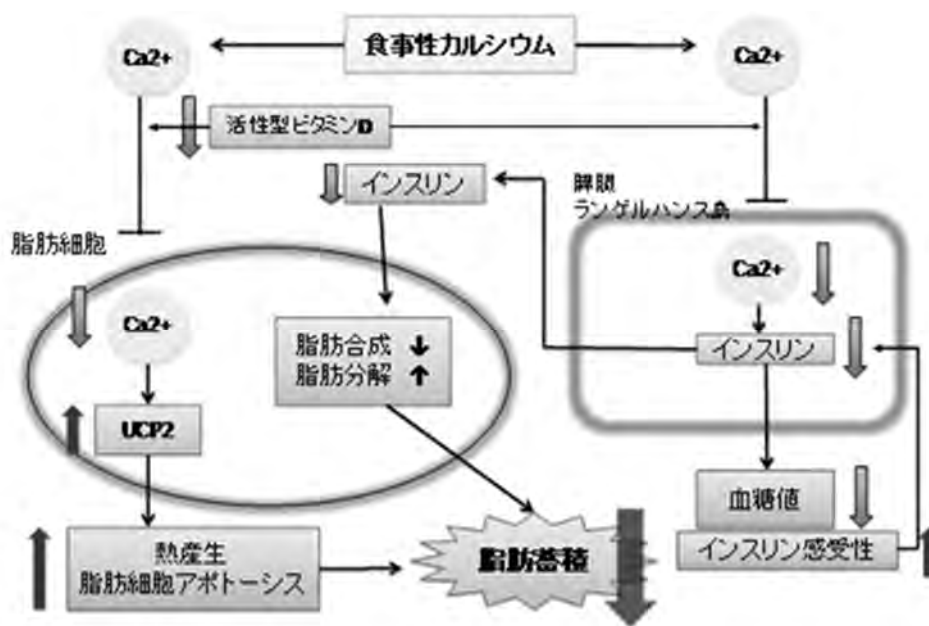 食事性カルシウム
Ca2+
Ca2+
活性型ビタミンD
インスリン
膵臓
ランゲルハンス島
脂肪細胞
Ca2+
Ca2+
脂肪合成 ↓
脂肪分解 ↑
インスリン
UCP2
血糖値
インスリン感受性
熱産生
脂肪細胞アポトーシス
脂肪蓄積